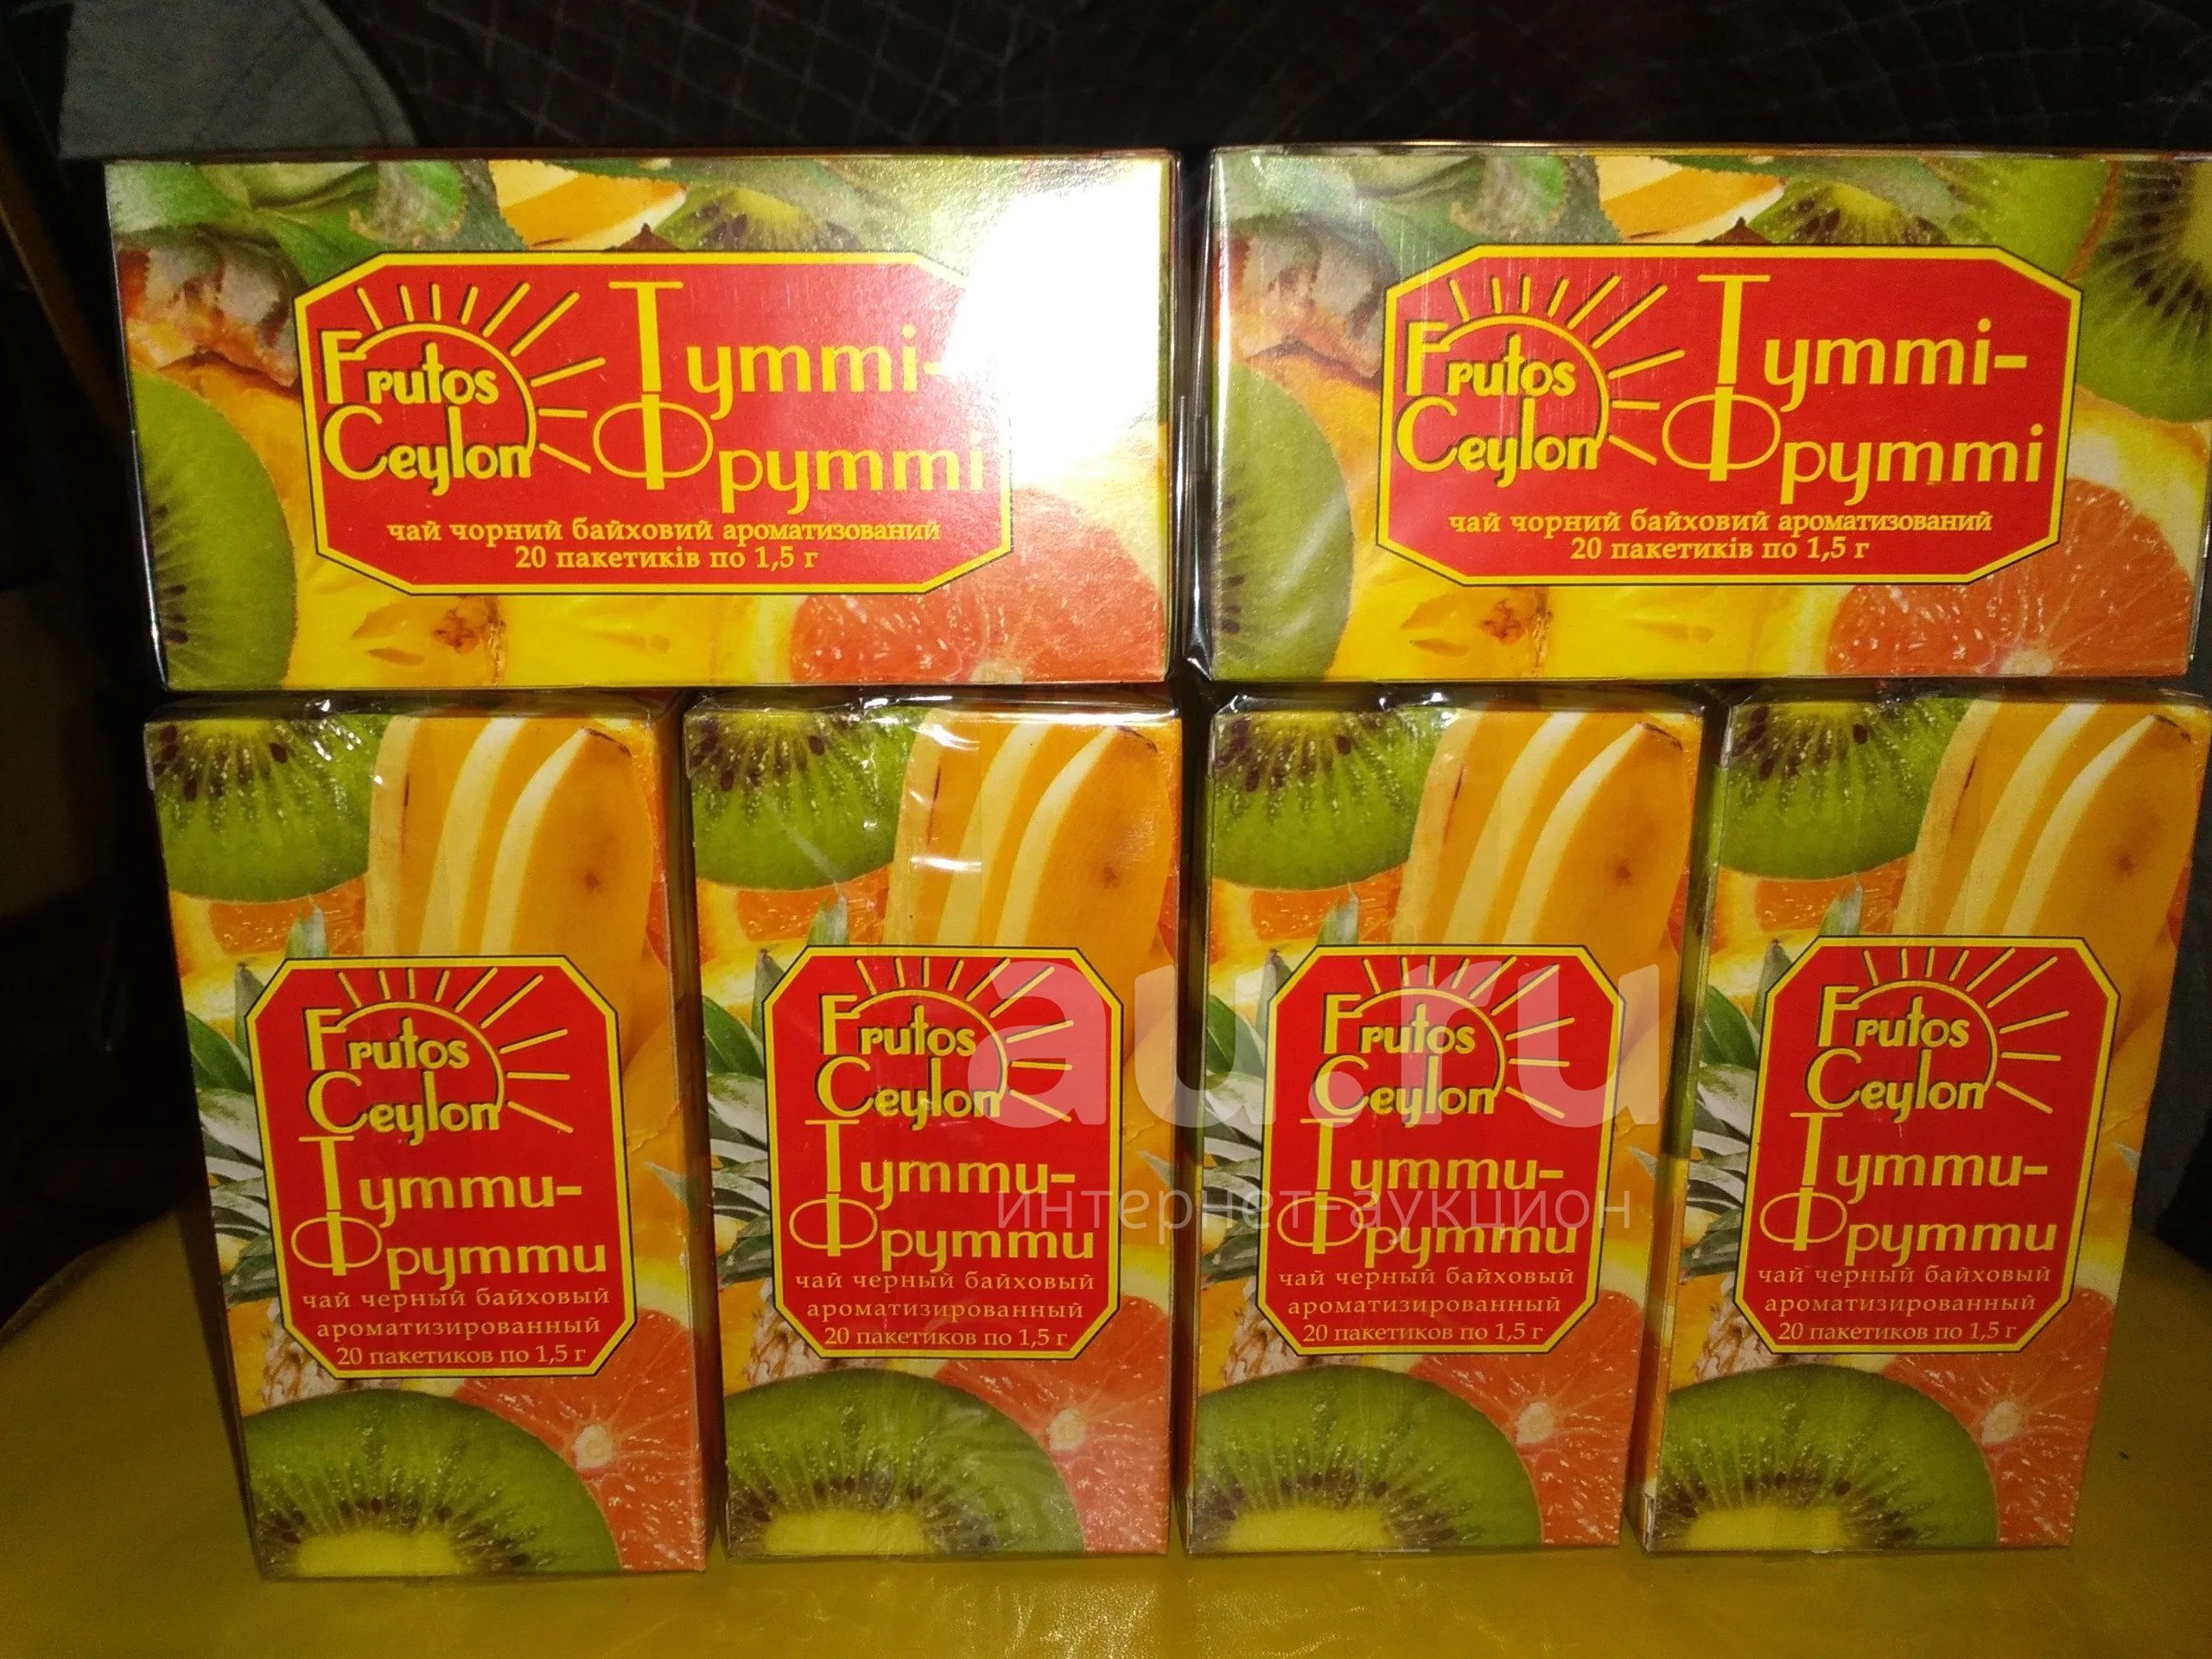 Frutos
Ceylon
Тутті-
Фрутті
чай чорний байховий ароматизований
20 пакетиків по 1,5 г
Frutos
Ceylon
Тутті-
Фрутті
чай чорний байховий ароматизований
20 пакетиків по 1,5 г
Frutos
Ceylon
Тутти-
Фрутти
чай черный байховый
ароматизированный
20 пакетиков по 1,5 г
Frutos
Ceylon
Тутти-
Фрутти
чай черный байховый
ароматизированный
20 пакетиков по 1,5 г
Frutos
Ceylon
Тутти-
Фрутти
чай черный байховый
ароматизированный
20 пакетиков по 1,5 г
Frutos
Ceylon
Тутти-
Фрутти
чай черный байховый
ароматизированный
20 пакетиков по 1,5 г
au.ru
интернет-аукцион